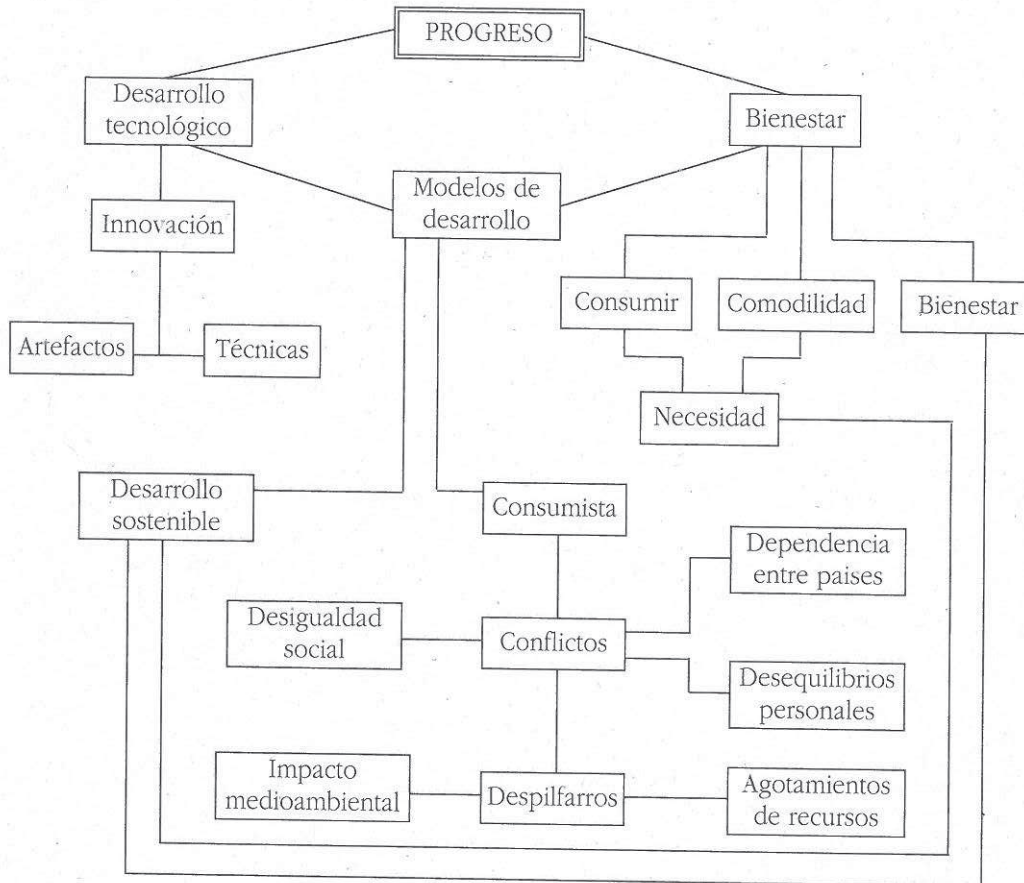 PROGRESO
Desarrollo
tecnológico
Bienestar
Modelos de
desarrollo
Innovación
Consumir
Comodilidad
Bienestar
Artefactos
Técnicas
Necesidad
Desarrollo
sostenible
Consumista
Dependencia
entre paises
Desigualdad
social
Conflictos
Desequilibrios
personales
Impacto
medioambiental
Despilfarros
Agotamientos
de recursos